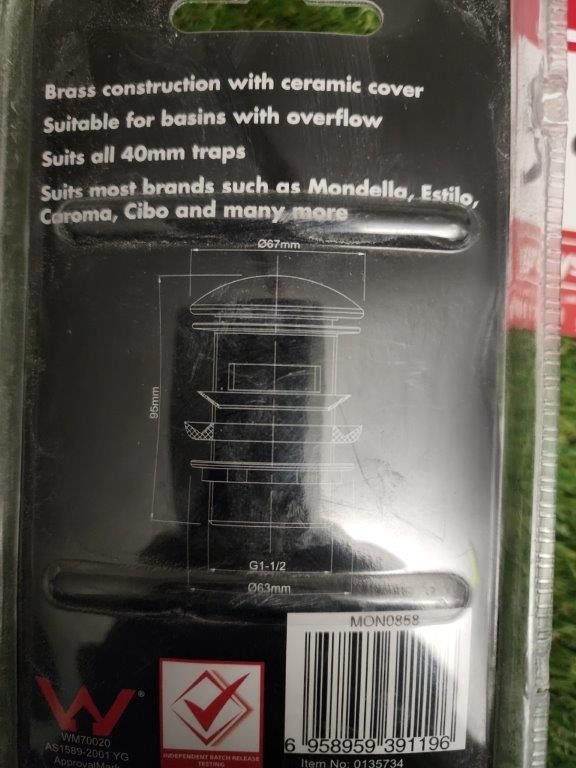 Brass construction with ceramic cover
Suitable for basins with overflow
Suits all 40mm traps
Suits most brands such as Mondella, Estilo,
Caroma, Cibo and many more
Ø67mm
95mm
G1-1/2
Ø63mm
MON0858
W®
WM70020
AS1589-2001 YG
ApprovalMark
INDEPENDENT BATCH RELEASE
TESTING
6 958959 391196
Item No: 0135734